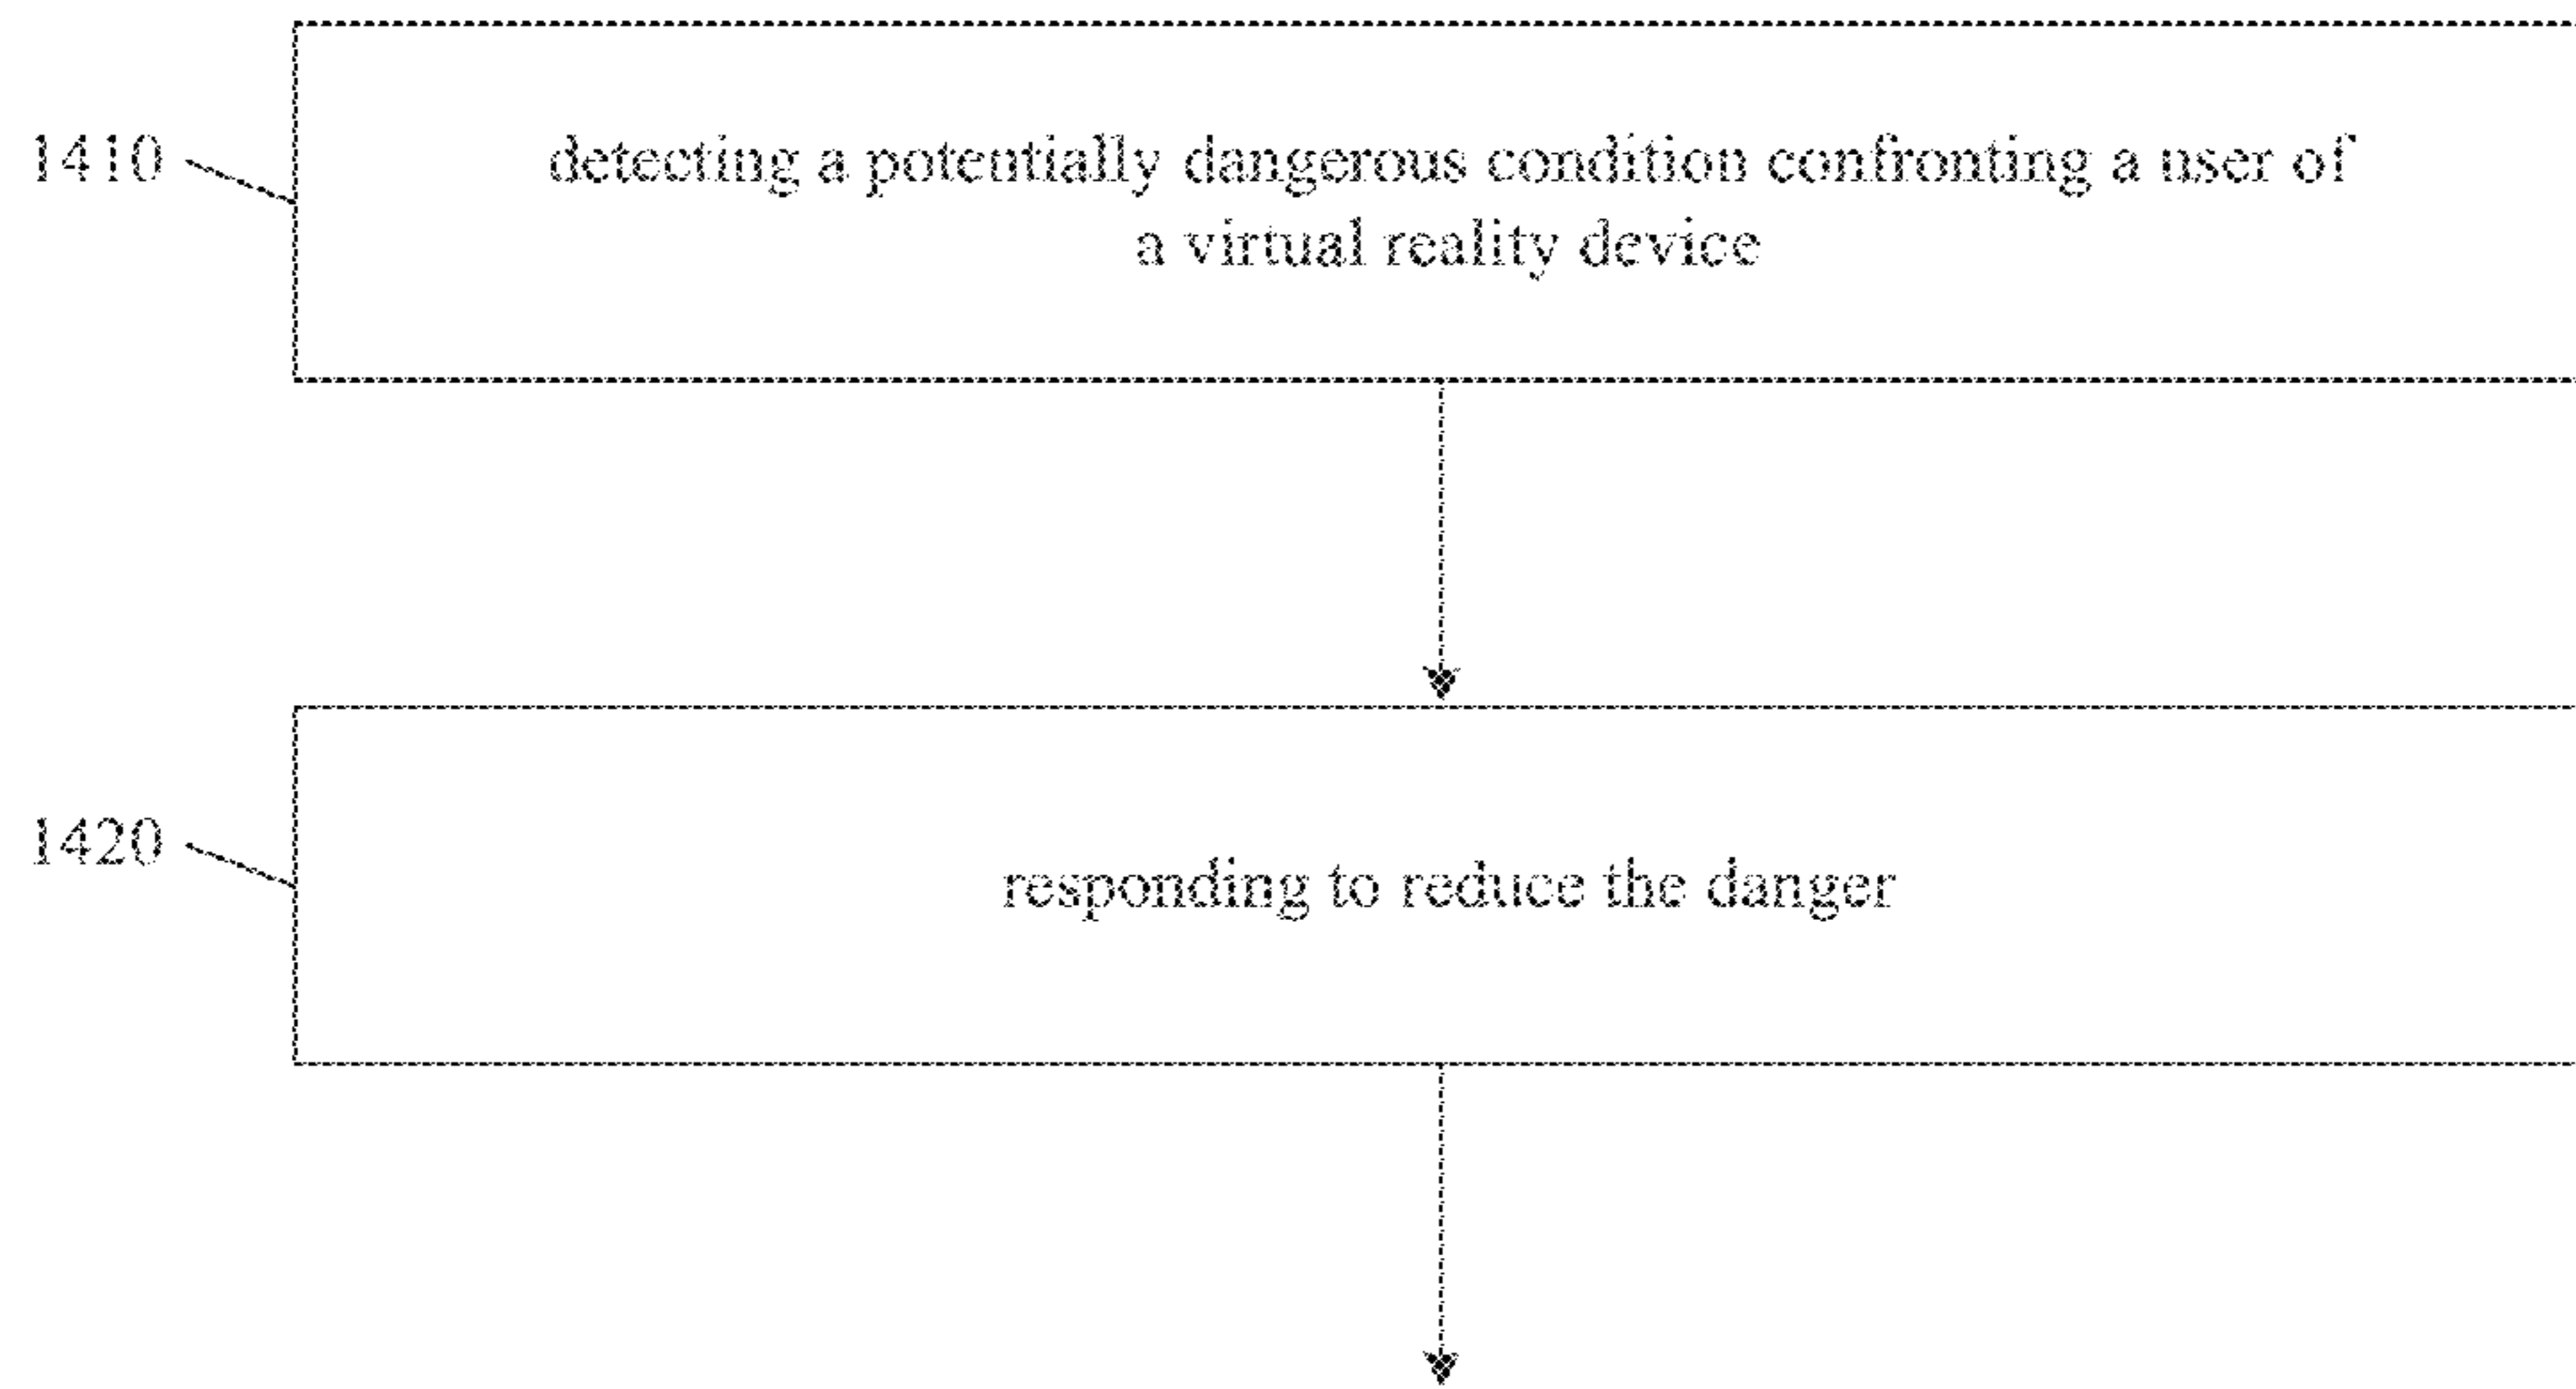 1410
detecting a potentially dangerous condition confronting a user of
a virtual reality device
1420
responding to reduce the danger